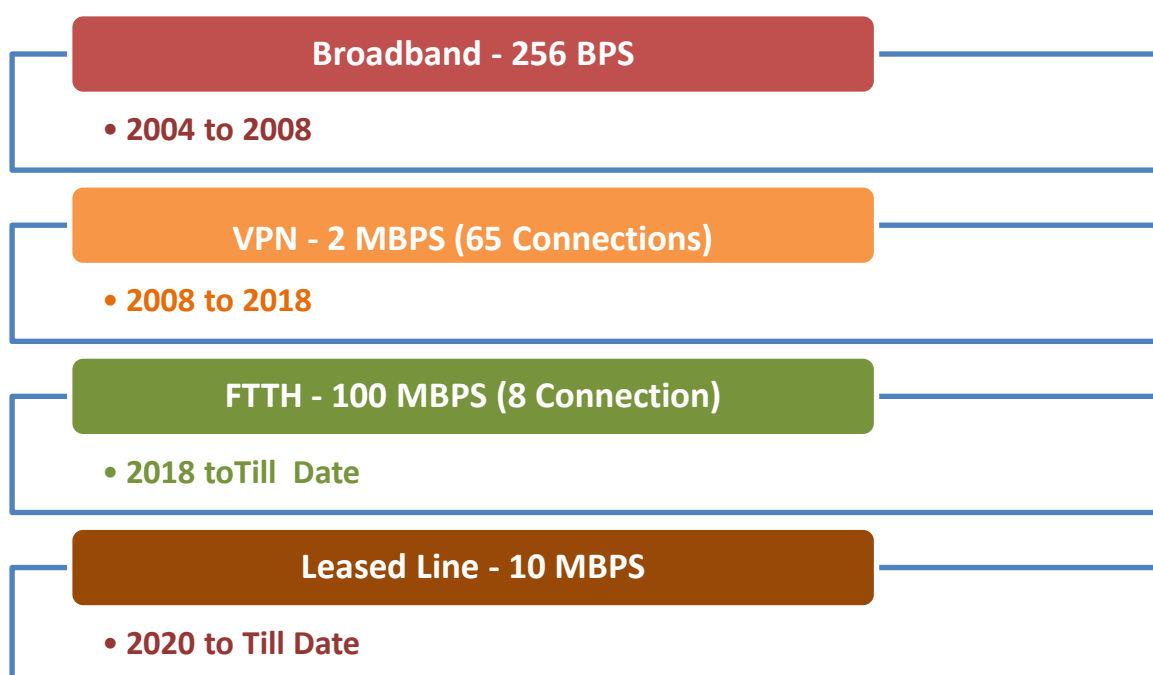 Broadband - 256 BPS
• 2004 to 2008
VPN - 2 MBPS (65 Connections)
• 2008 to 2018
FTTH - 100 MBPS (8 Connection)
• 2018 toTill  Date
Leased Line - 10 MBPS
• 2020 to Till Date